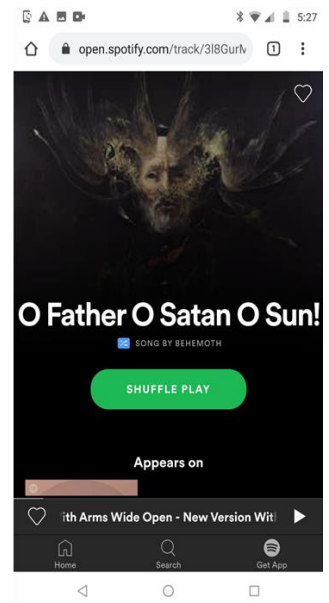 5:27
open.spotify.com/track/3l8Gur
1
O Father O Satan O Sun!
SONG BY BEHEMOTH
SHUFFLE PLAY
Appears on
ith Arms Wide Open - New Version Wit
Home Search Get App